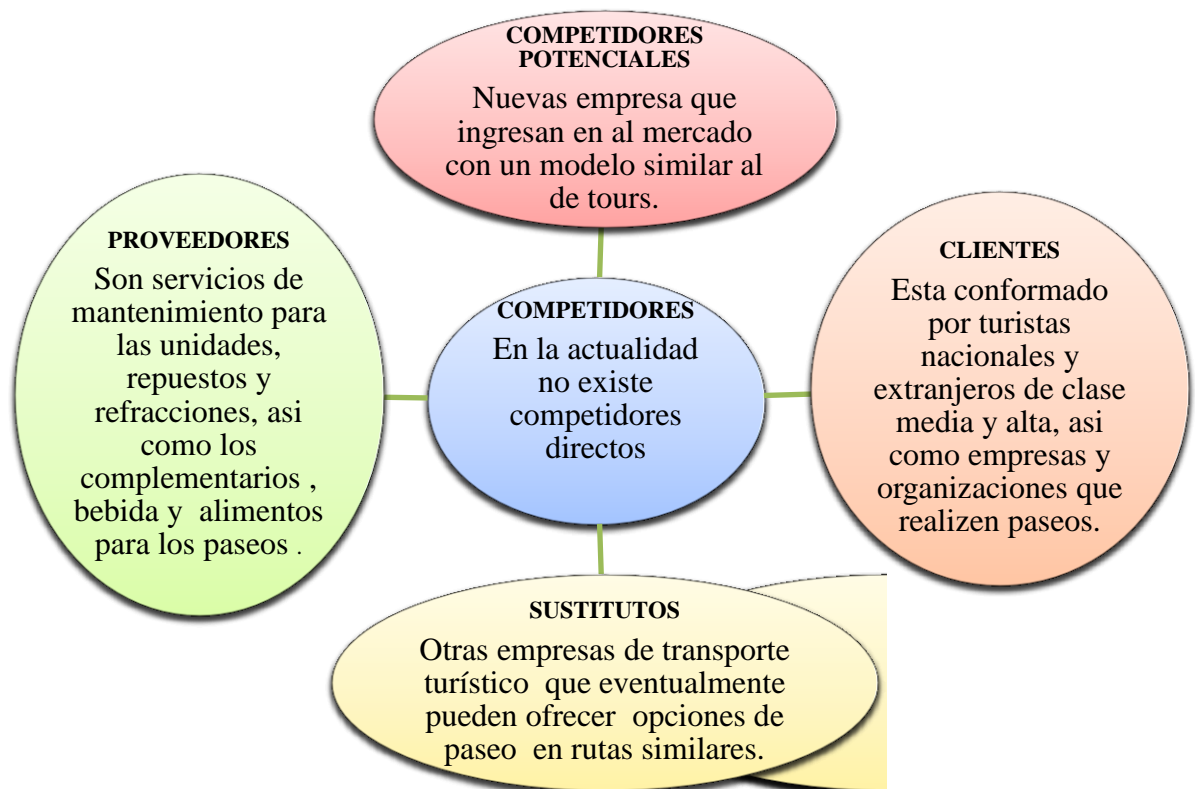 COMPETIDORES
POTENCIALES
Nuevas empresa que
ingresan en al mercado
con un modelo similar al
de tours.
PROVEEDORES
Son servicios de
mantenimiento para
las unidades,
repuestos y
refracciones, asi
como los
complementarios ,
bebida y alimentos
para los paseos .
COMPETIDORES
En la actualidad
no existe
competidores
directos
CLIENTES
Esta conformado
por turistas
nacionales y
extranjeros de clase
media y alta, asi
como empresas y
organizaciones que
realizen paseos.
SUSTITUTOS
Otras empresas de transporte
turístico que eventualmente
pueden ofrecer opciones de
paseo en rutas similares.